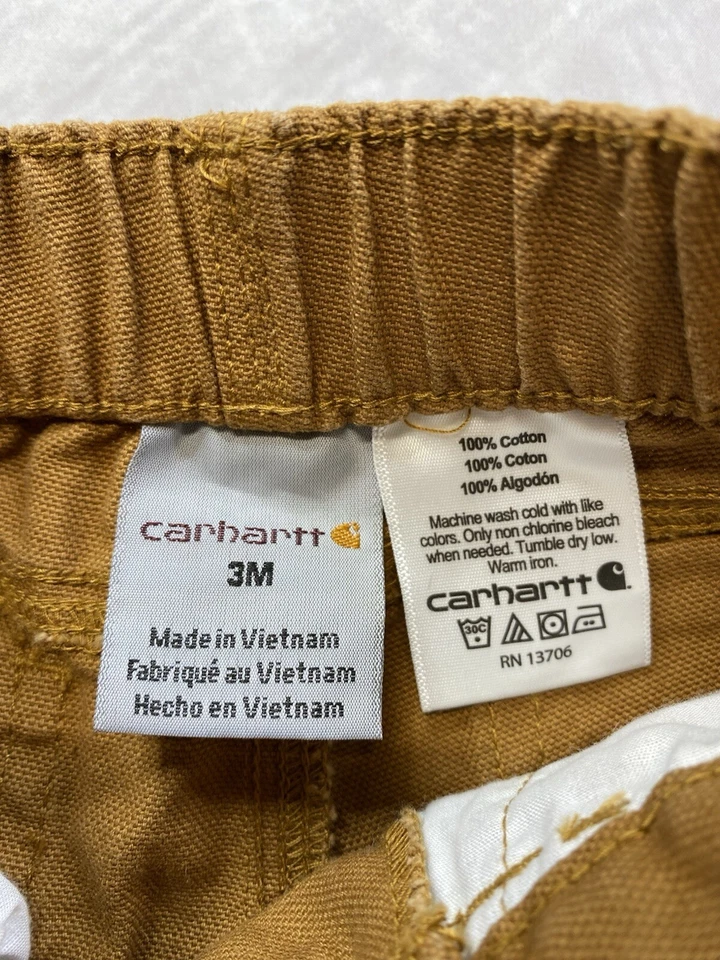 carhartt
3M
Made in Vietnam
Fabriqué au Vietnam
Hecho en Vietnam
100% Cotton
100% Coton
100% Algodón
Machine wash cold with like
colors. Only non chlorine bleach
when needed. Tumble dry low.
Warm iron.
carhartt
30C
RN 13706